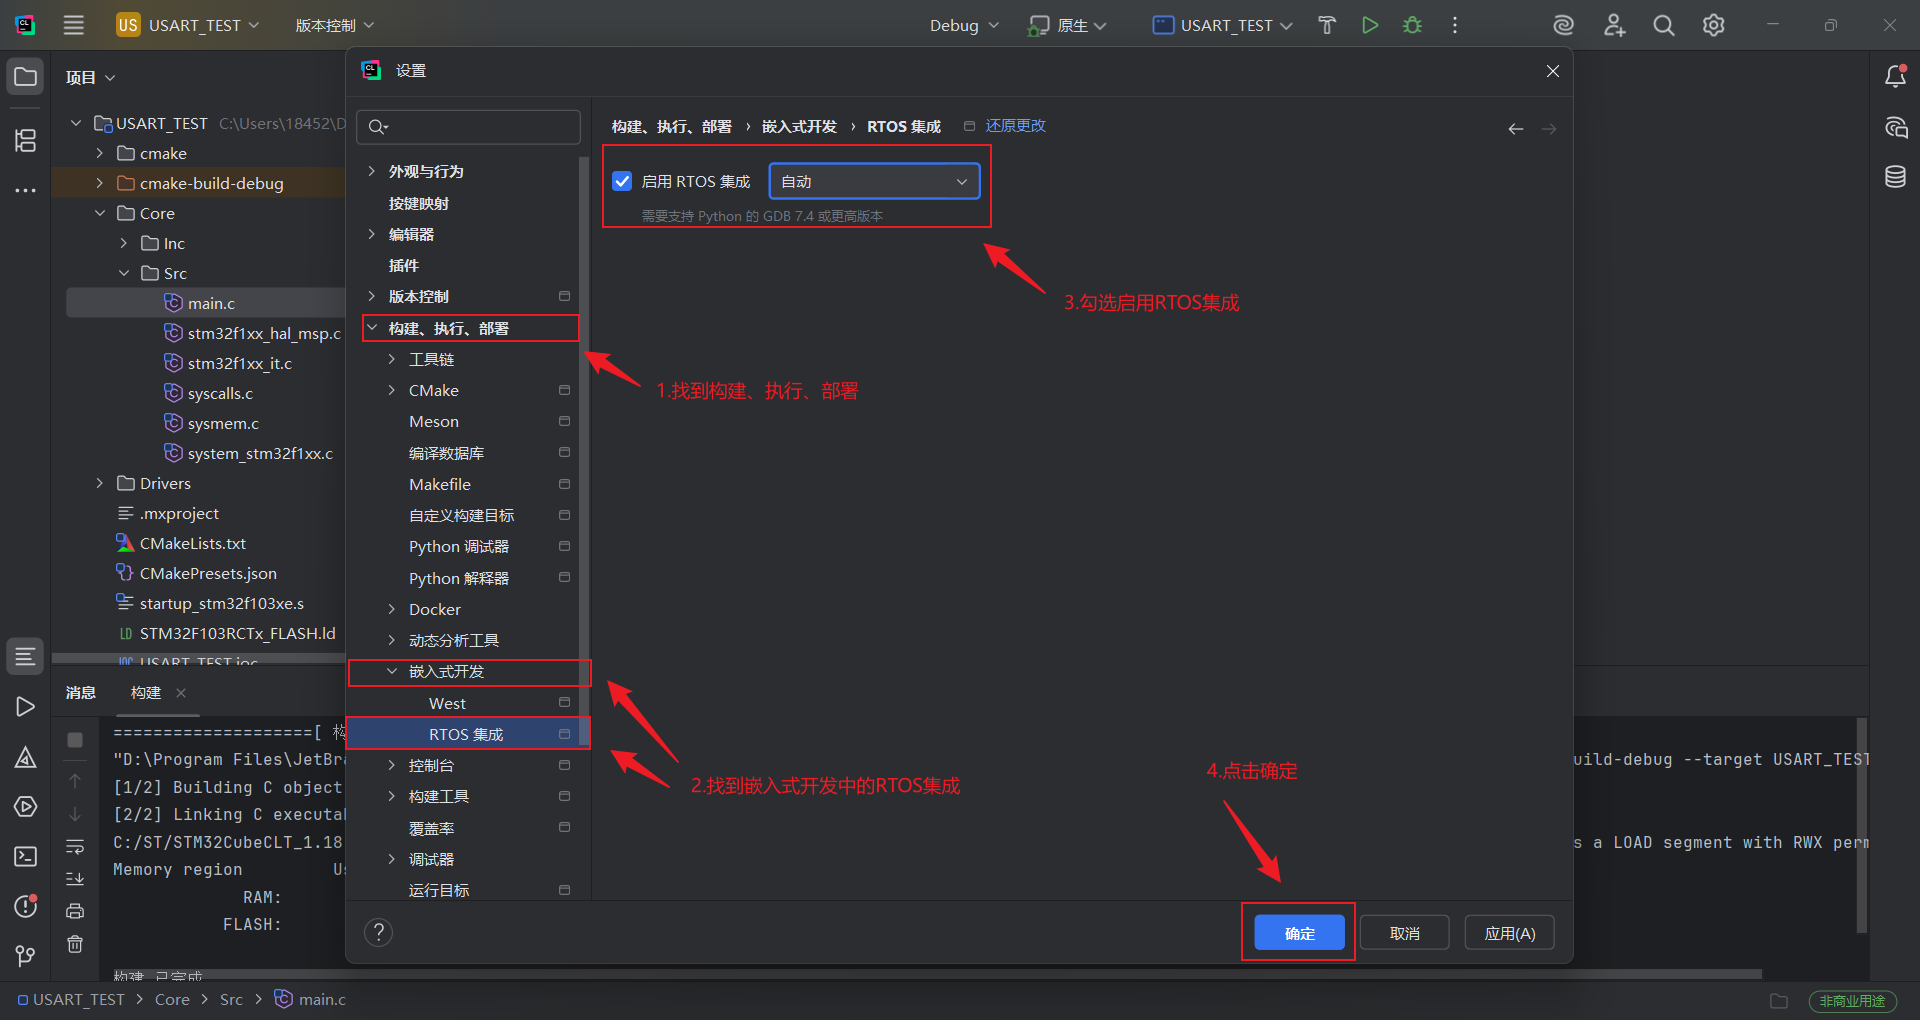 US USART_TEST 版本控制 Debug 原生 USART_TEST
项目
USART_TEST C:\Users\18452\D
cmake
cmake-build-debug
Core
Inc
Src
main.c
stm32f1xx_hal_msp.c
stm32f1xx_it.c
syscalls.c
sysmem.c
system_stm32f1xx.c
Drivers
.mxproject
CMakeLists.txt
CMakePresets.json
startup_stm32f103xe.s
LD STM32F103RCTx_FLASH.ld
IOC USART_TEST.ioc
设置
外观与行为
按键映射
编辑器
插件
版本控制
构建、执行、部署
工具链
CMake
Meson
编译数据库
Makefile
自定义构建目标
Python 调试器
Python 解释器
Docker
动态分析工具
嵌入式开发
West
RTOS 集成
控制台
构建工具
覆盖率
调试器
运行目标
构建、执行、部署 › 嵌入式开发 › RTOS 集成 还原更改
启用 RTOS 集成 自动
需要支持 Python 的 GDB 7.4 或更高版本
3.勾选启用RTOS集成
1.找到构建、执行、部署
2.找到嵌入式开发中的RTOS集成
4.点击确定
? 确定 取消 应用(A)
消息 构建
====================[ 构
"D:\Program Files\JetBra uild-debug --target USART_TEST
[1/2] Building C object
[2/2] Linking C executab
C:/ST/STM32CubeCLT_1.18 s a LOAD segment with RWX perm
Memory region Us
RAM:
FLASH:
构建 已完成
USART_TEST › Core › Src › main.c 非商业用途